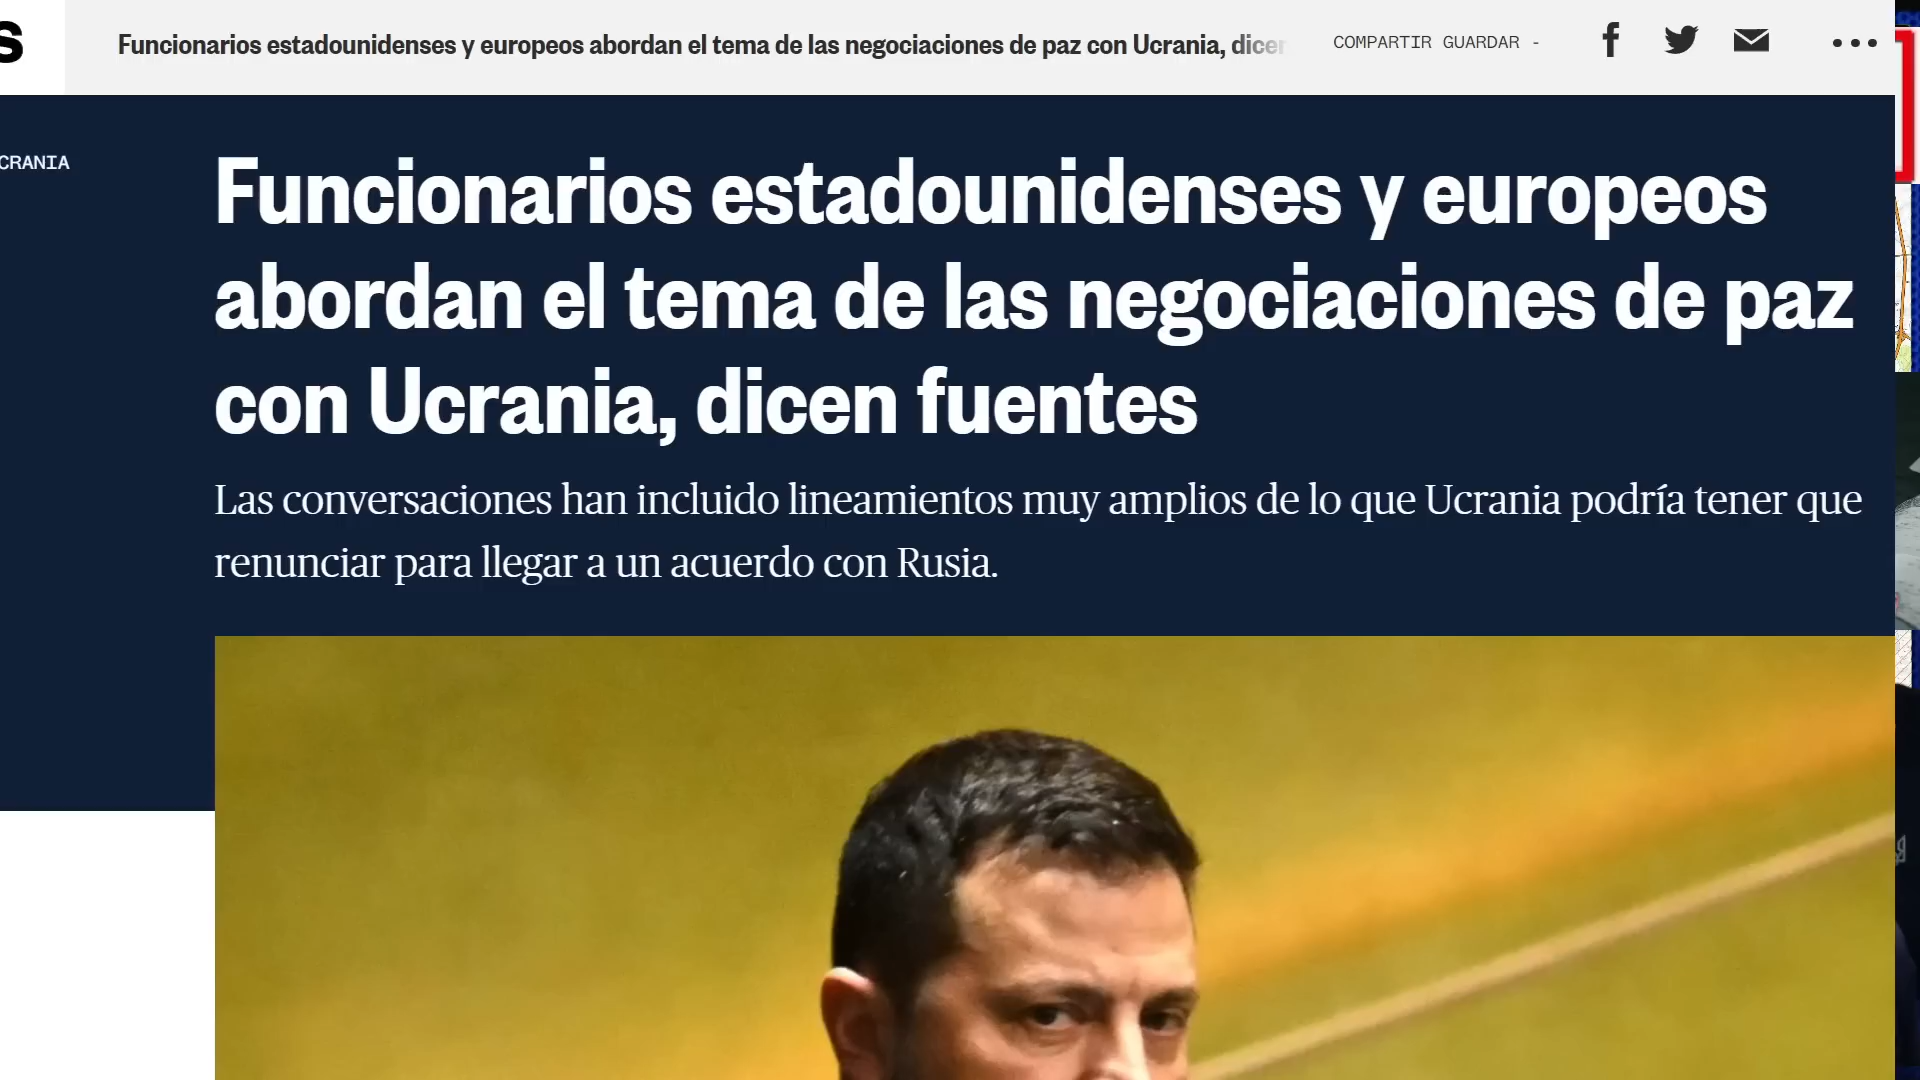 s
Funcionarios estadounidenses y europeos abordan el tema de las negociaciones de paz con Ucrania, dicen
COMPARTIR GUARDAR -
CRANIA
Funcionarios estadounidenses y europeos
abordan el tema de las negociaciones de paz
con Ucrania, dicen fuentes
Las conversaciones han incluido lineamientos muy amplios de lo que Ucrania podría tener que
renunciar para llegar a un acuerdo con Rusia.